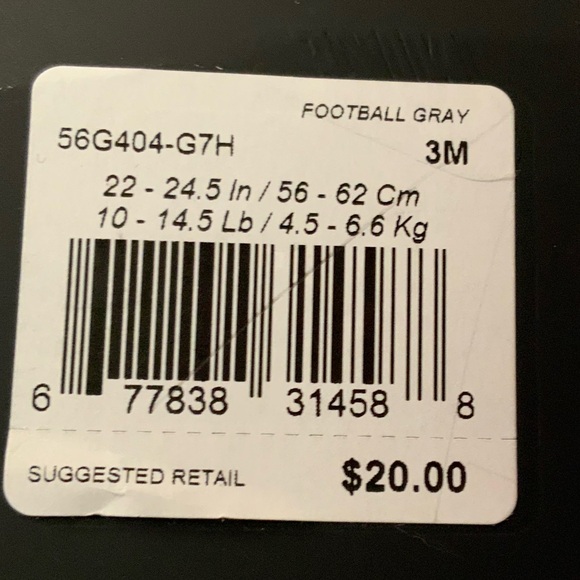 FOOTBALL GRAY
56G404-G7H 3M
22 - 24.5 In / 56 - 62 Cm
10 - 14.5 Lb / 4.5 - 6.6 Kg
6 77838 31458 8
SUGGESTED RETAIL $20.00